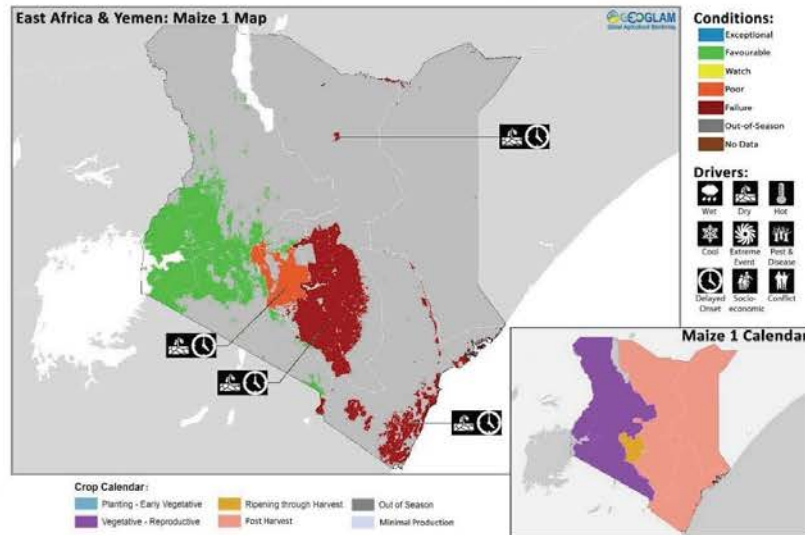 East Africa & Yemen: Maize 1 Map
GEOGLAM
Global Agricultural Monitoring
Conditions:
Exceptional
Favourable
Watch
Poor
Failure
Out-of-Season
No Data
Drivers:
Wet
Dry
Hot
Cool
Extreme Event
Pest & Disease
Delayed Onset
Socio-economic
Conflict
Maize 1 Calendar
Crop Calendar:
Planting - Early Vegetative
Vegetative - Reproductive
Ripening through Harvest
Post Harvest
Out of Season
Minimal Production